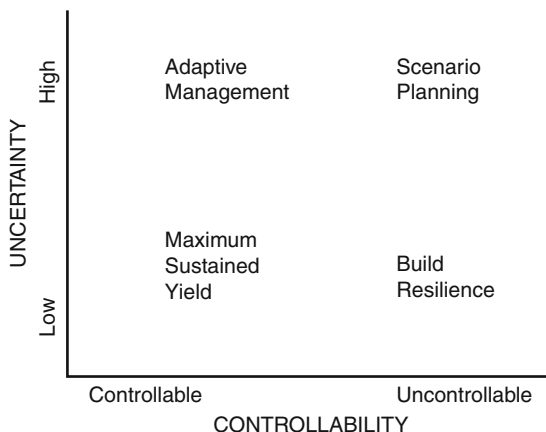 UNCERTAINTY
High
Low
Adaptive
Management
Scenario
Planning
Maximum
Sustained
Yield
Build
Resilience
Controllable
Uncontrollable
CONTROLLABILITY